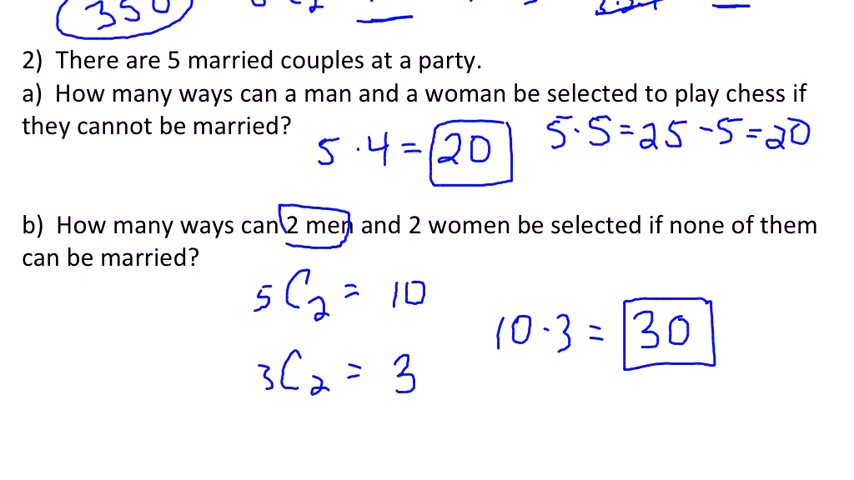 350
2) There are 5 married couples at a party.
a) How many ways can a man and a woman be selected to play chess if
they cannot be married?
5 · 4 = 20
5 · 5 = 25 - 5 = 20
b) How many ways can 2 men and 2 women be selected if none of them
can be married?
5C2 = 10
10 · 3 = 30
3C2 = 3